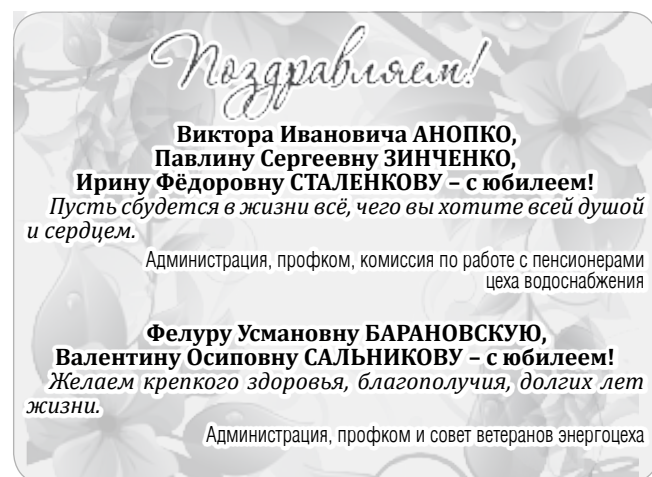 Поздравляем!
Виктора Ивановича АНОПКО,
Павлину Сергеевну ЗИНЧЕНКО,
Ирину Фёдоровну СТАЛЕНКОВУ – с юбилеем!
Пусть сбудется в жизни всё, чего вы хотите всей душой
и сердцем.
Администрация, профком, комиссия по работе с пенсионерами
цеха водоснабжения
Фелуру Усмановну БАРАНОВСКУЮ,
Валентину Осиповну САЛЬНИКОВУ – с юбилеем!
Желаем крепкого здоровья, благополучия, долгих лет
жизни.
Администрация, профком и совет ветеранов энергоцеха